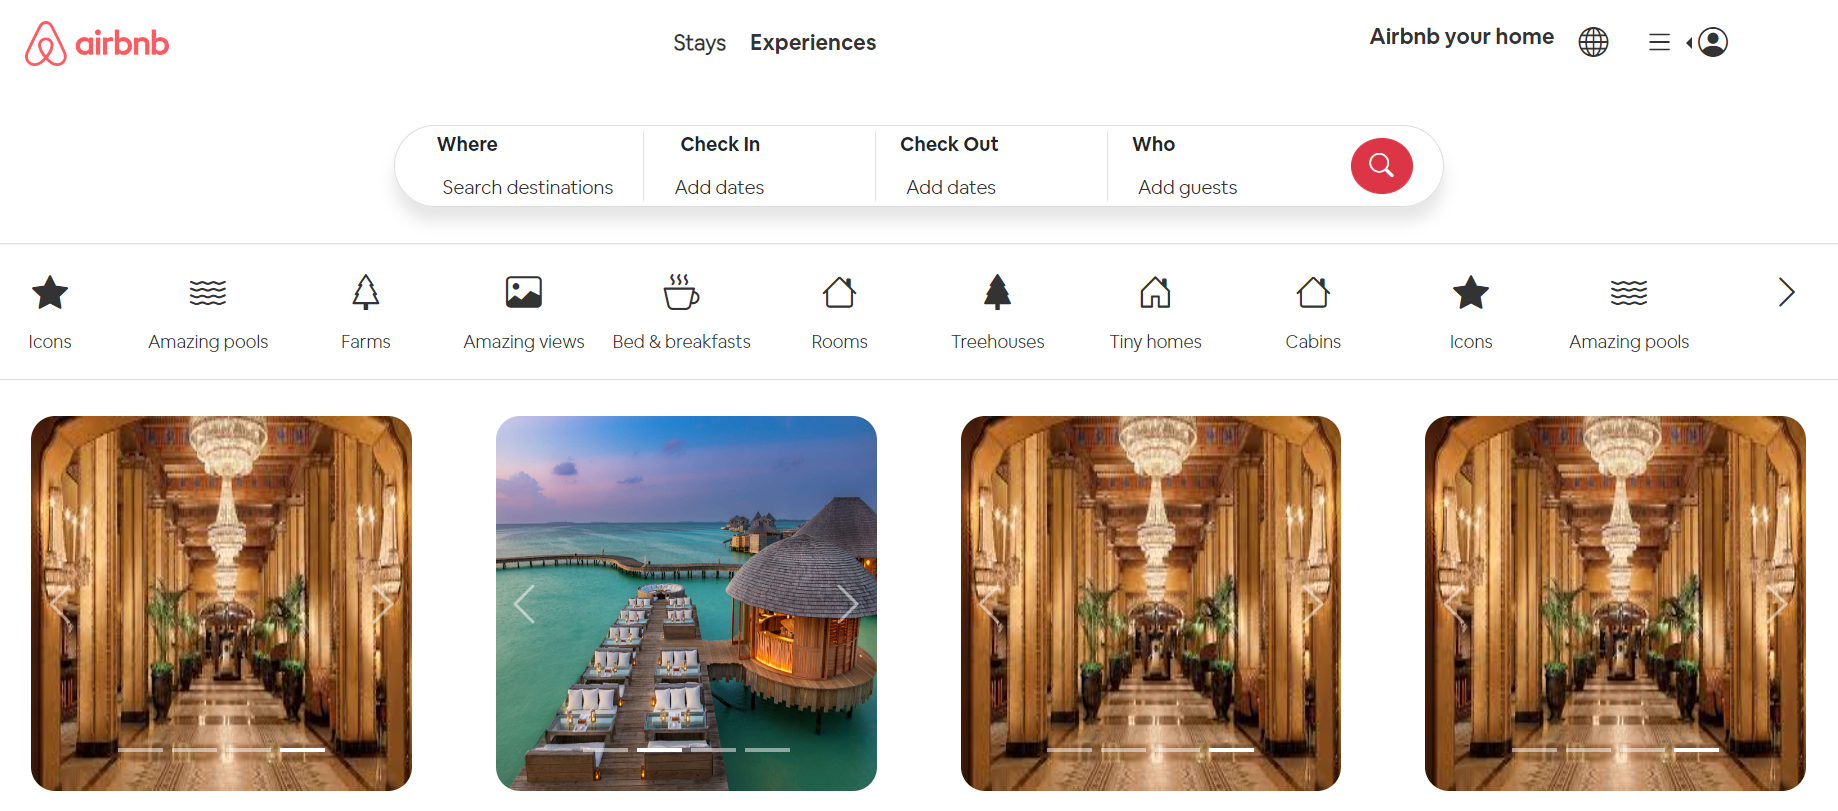 airbnb
Stays Experiences
Airbnb your home
Where Check In Check Out Who
Search destinations Add dates Add dates Add guests
Icons Amazing pools Farms Amazing views Bed & breakfasts Rooms Treehouses Tiny homes Cabins Icons Amazing pools